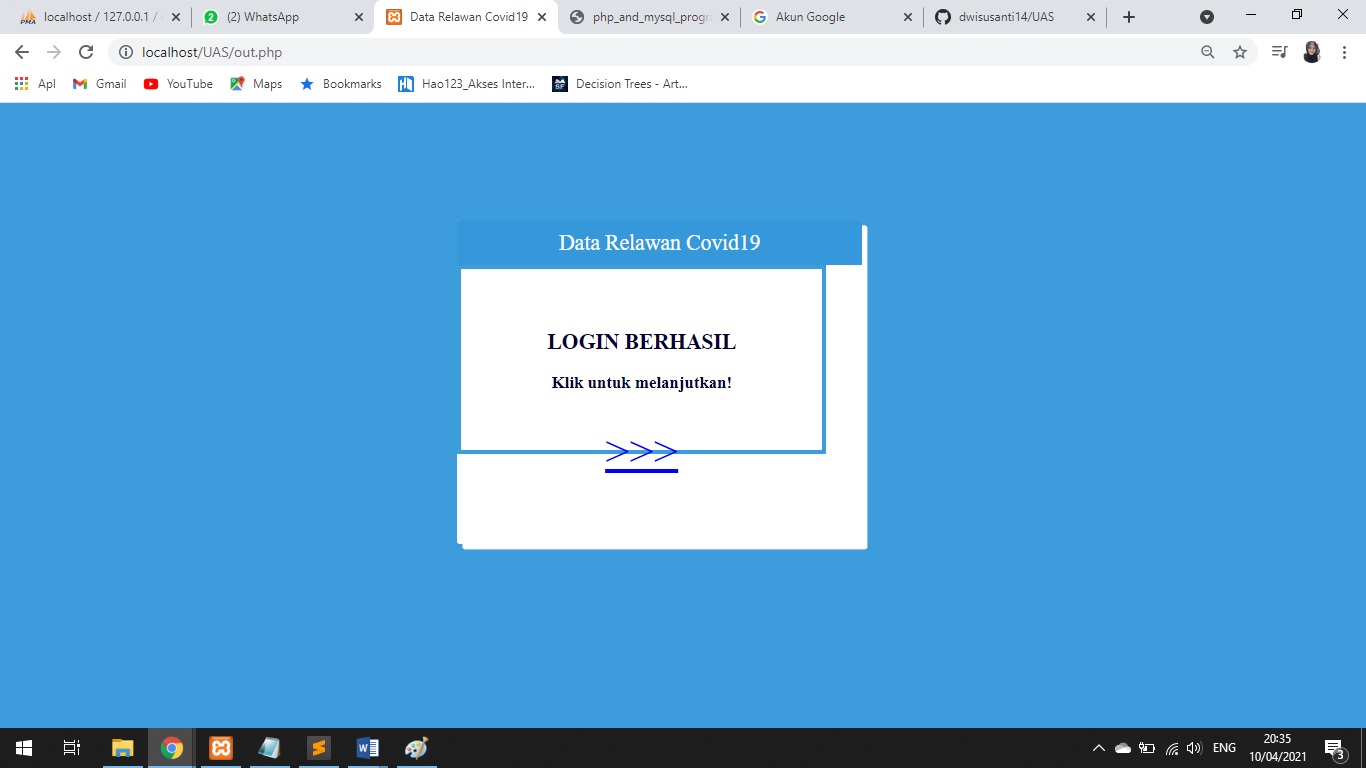 localhost / 127.0.0.1 /
(2) WhatsApp
Data Relawan Covid19
php_and_mysql_progr
Akun Google
dwisusanti14/UAS
localhost/UAS/out.php
Apl
Gmail
YouTube
Maps
Bookmarks
Hao123_Akses Inter...
Decision Trees - Art...
Data Relawan Covid19
LOGIN BERHASIL
Klik untuk melanjutkan!
>>>
ENG
20:35
10/04/2021
3